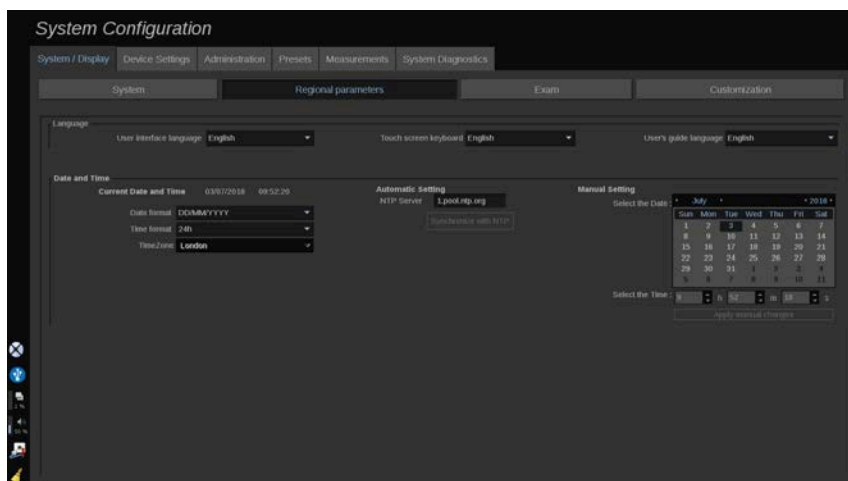 System Configuration
System / Display Device Settings Administration Presets Measurements System Diagnostics
System Regional parameters Exam Customization
Language
User interface language English Touch screen keyboard English User's guide language English
Date and Time
Current Date and Time 03/07/2018 Automatic Setting Manual Setting
NTP Server 1.pool.ntp.org Select the Date : July 2018
Date format DD/MM/YYYY Synchronize with NTP Sun Mon Tue Wed Thu Fri Sat
Time format 24h 1 2 3 4 5 6 7
TimeZone London 8 9 10 11 12 13 14
15 16 17 18 19 20 21
22 23 24 25 26 27 28
29 30 31 1 2 3 4
5 6 7 8 9 10 11
Select the Time : h 52 m 18 s
Apply manual changes